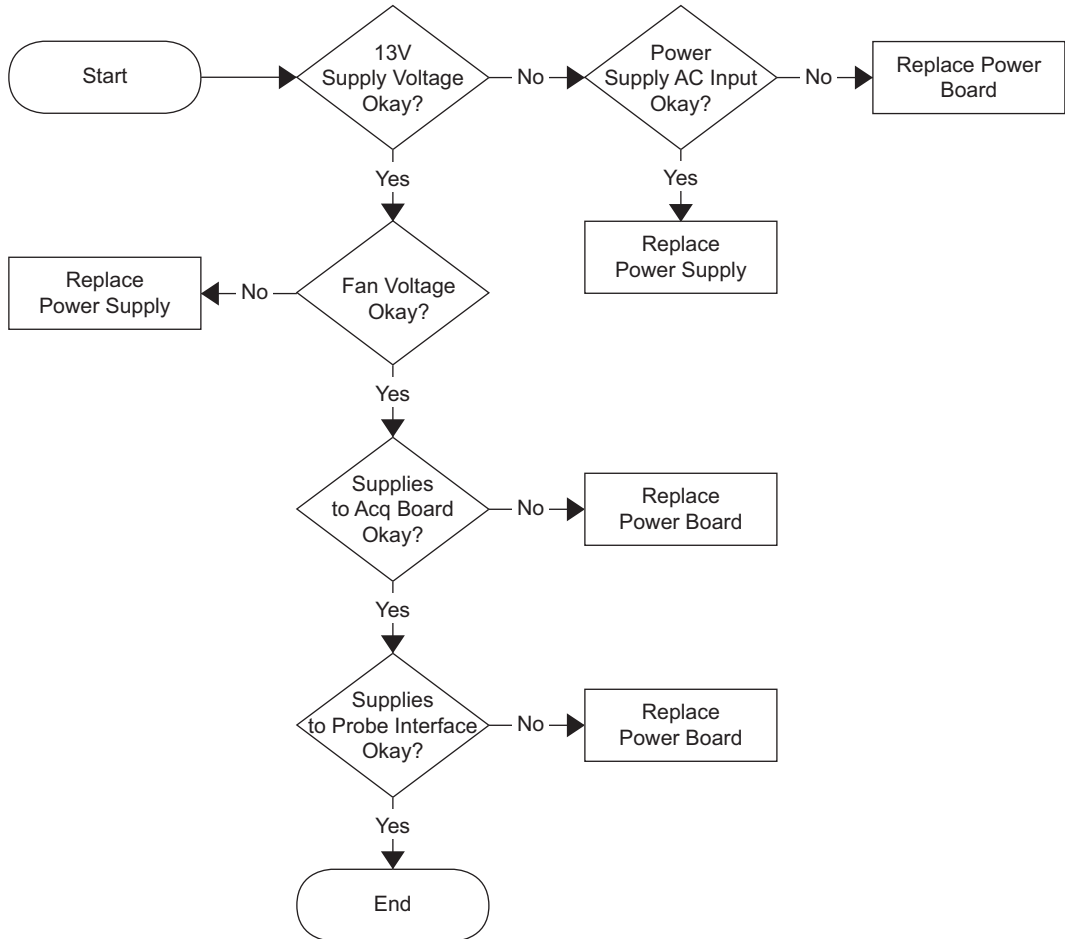 Start
13V
Supply Voltage
Okay?
No
Power
Supply AC Input
Okay?
No
Replace Power
Board
Yes
Yes
Replace
Power Supply
Replace
Power Supply
No
Fan Voltage
Okay?
Yes
Supplies
to Acq Board
Okay?
No
Replace
Power Board
Yes
Supplies
to Probe Interface
Okay?
No
Replace
Power Board
Yes
End